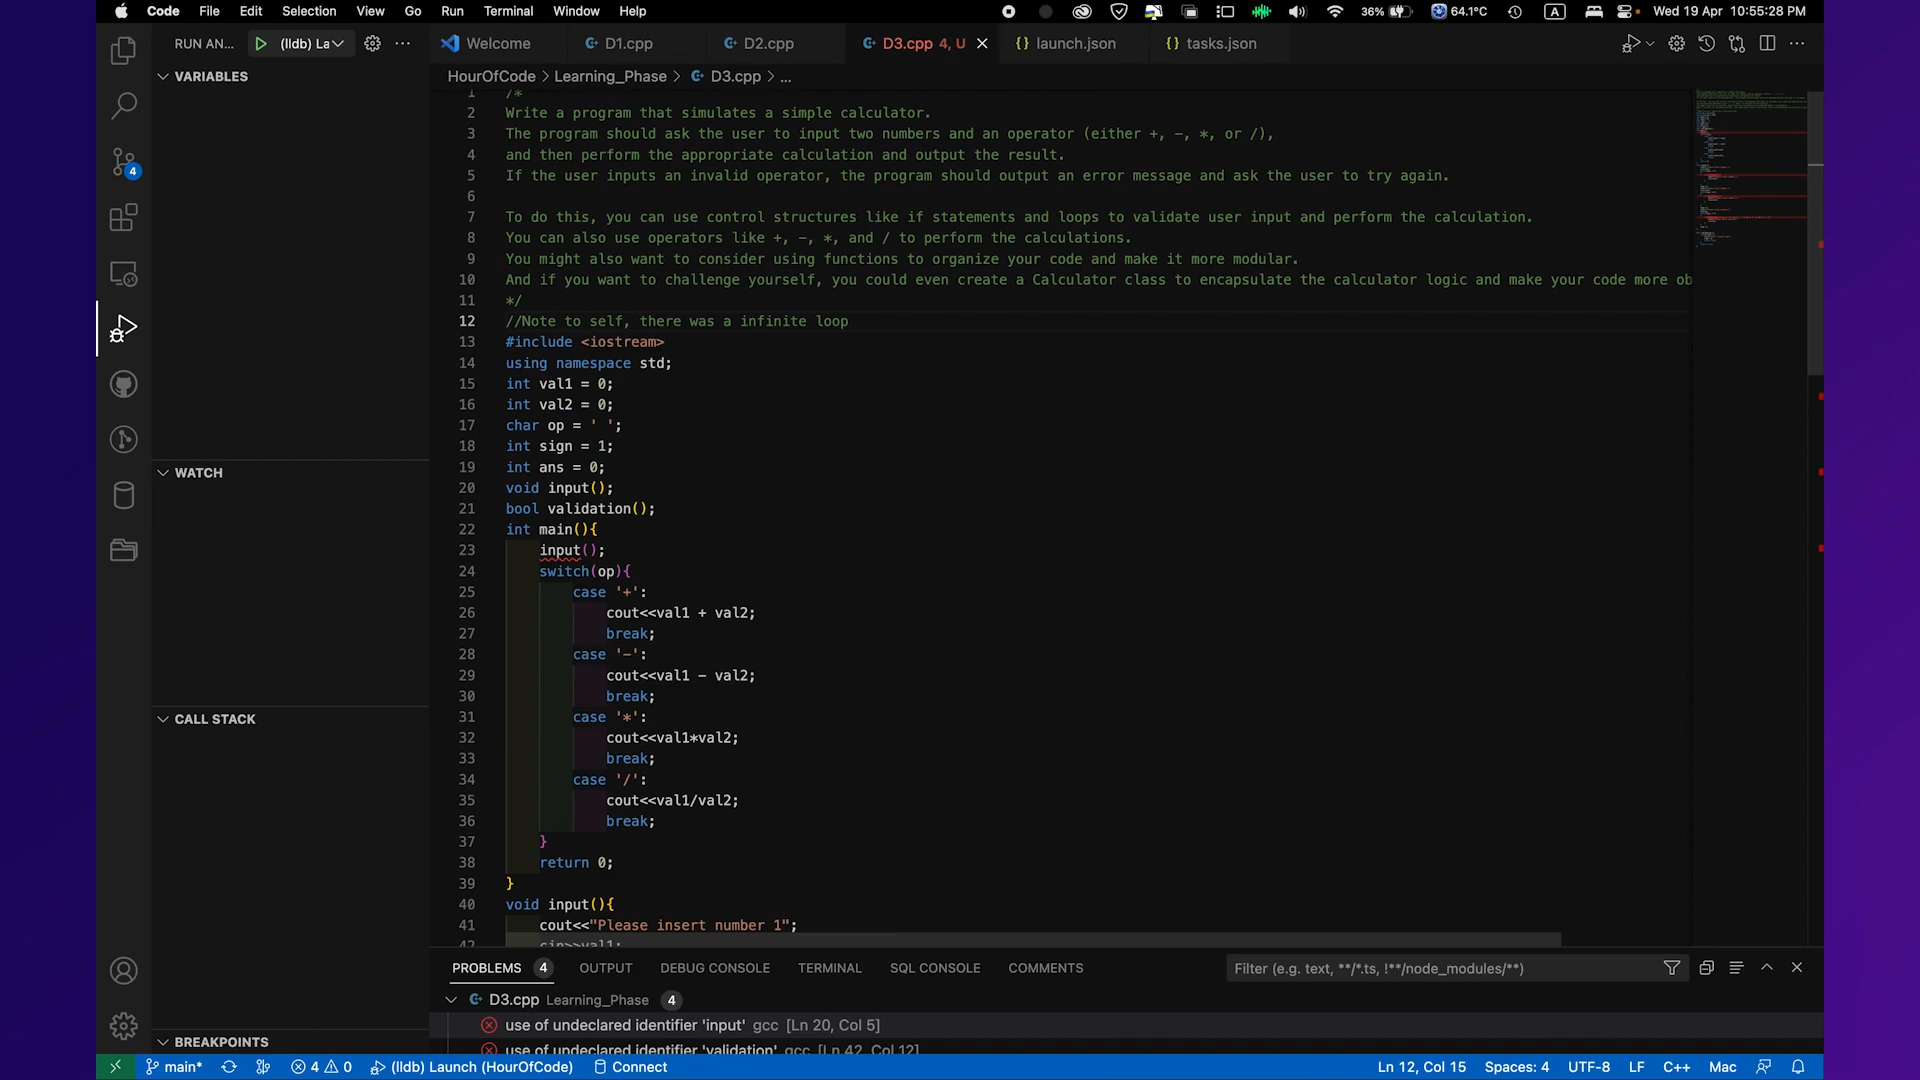 Code File Edit Selection View Go Run Terminal Window Help 36% 64.1°C A Wed 19 Apr 10:55:28 PM
RUN AN... (lldb) La Welcome D1.cpp D2.cpp D3.cpp 4, U launch.json tasks.json
VARIABLES
HourOfCode > Learning_Phase > D3.cpp > ...
1 /*
2 Write a program that simulates a simple calculator.
3 The program should ask the user to input two numbers and an operator (either +, -, *, or /),
4 and then perform the appropriate calculation and output the result.
5 If the user inputs an invalid operator, the program should output an error message and ask the user to try again.
6
7 To do this, you can use control structures like if statements and loops to validate user input and perform the calculation.
8 You can also use operators like +, -, *, and / to perform the calculations.
9 You might also want to consider using functions to organize your code and make it more modular.
10 And if you want to challenge yourself, you could even create a Calculator class to encapsulate the calculator logic and make your code more ob
11 */
12 //Note to self, there was a infinite loop
13 #include <iostream>
14 using namespace std;
15 int val1 = 0;
16 int val2 = 0;
17 char op = ' ';
18 int sign = 1;
19 int ans = 0;
20 void input();
21 bool validation();
22 int main(){
23 input();
24 switch(op){
25 case '+':
26 cout<<val1 + val2;
27 break;
28 case '-':
29 cout<<val1 - val2;
30 break;
31 case '*':
32 cout<<val1*val2;
33 break;
34 case '/':
35 cout<<val1/val2;
36 break;
37 }
38 return 0;
39 }
40 void input(){
41 cout<<"Please insert number 1";
42 cin>>val1;
4
WATCH
CALL STACK
BREAKPOINTS
PROBLEMS 4 OUTPUT DEBUG CONSOLE TERMINAL SQL CONSOLE COMMENTS Filter (e.g. text, **/*.ts, !**/node_modules/**)
D3.cpp Learning_Phase 4
use of undeclared identifier 'input' gcc [Ln 20, Col 5]
use of undeclared identifier 'validation' gcc [Ln 42, Col 12]
main* 4 0 (lldb) Launch (HourOfCode) Connect Ln 12, Col 15 Spaces: 4 UTF-8 LF C++ Mac